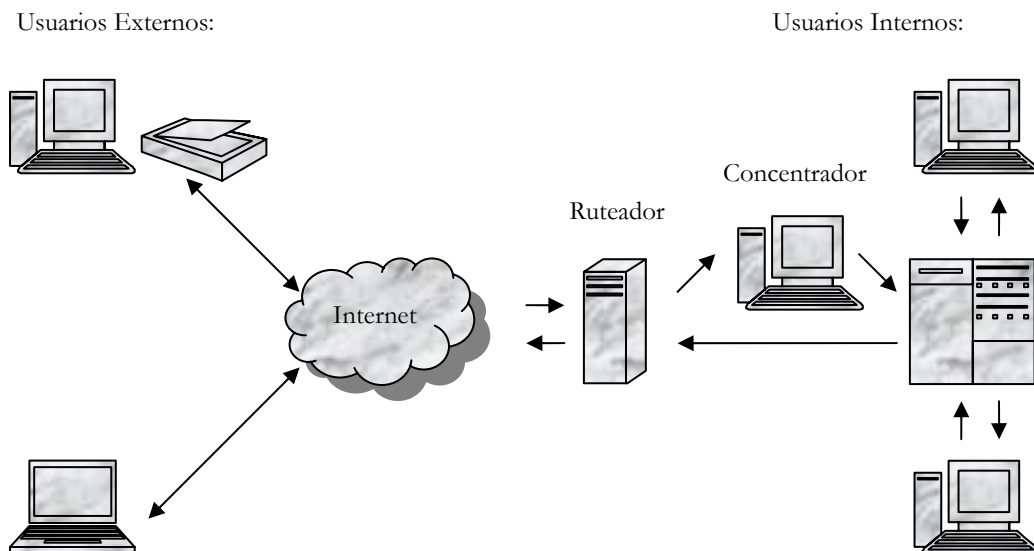 Usuarios Externos:
Usuarios Internos:
Concentrador
Ruteador
Internet